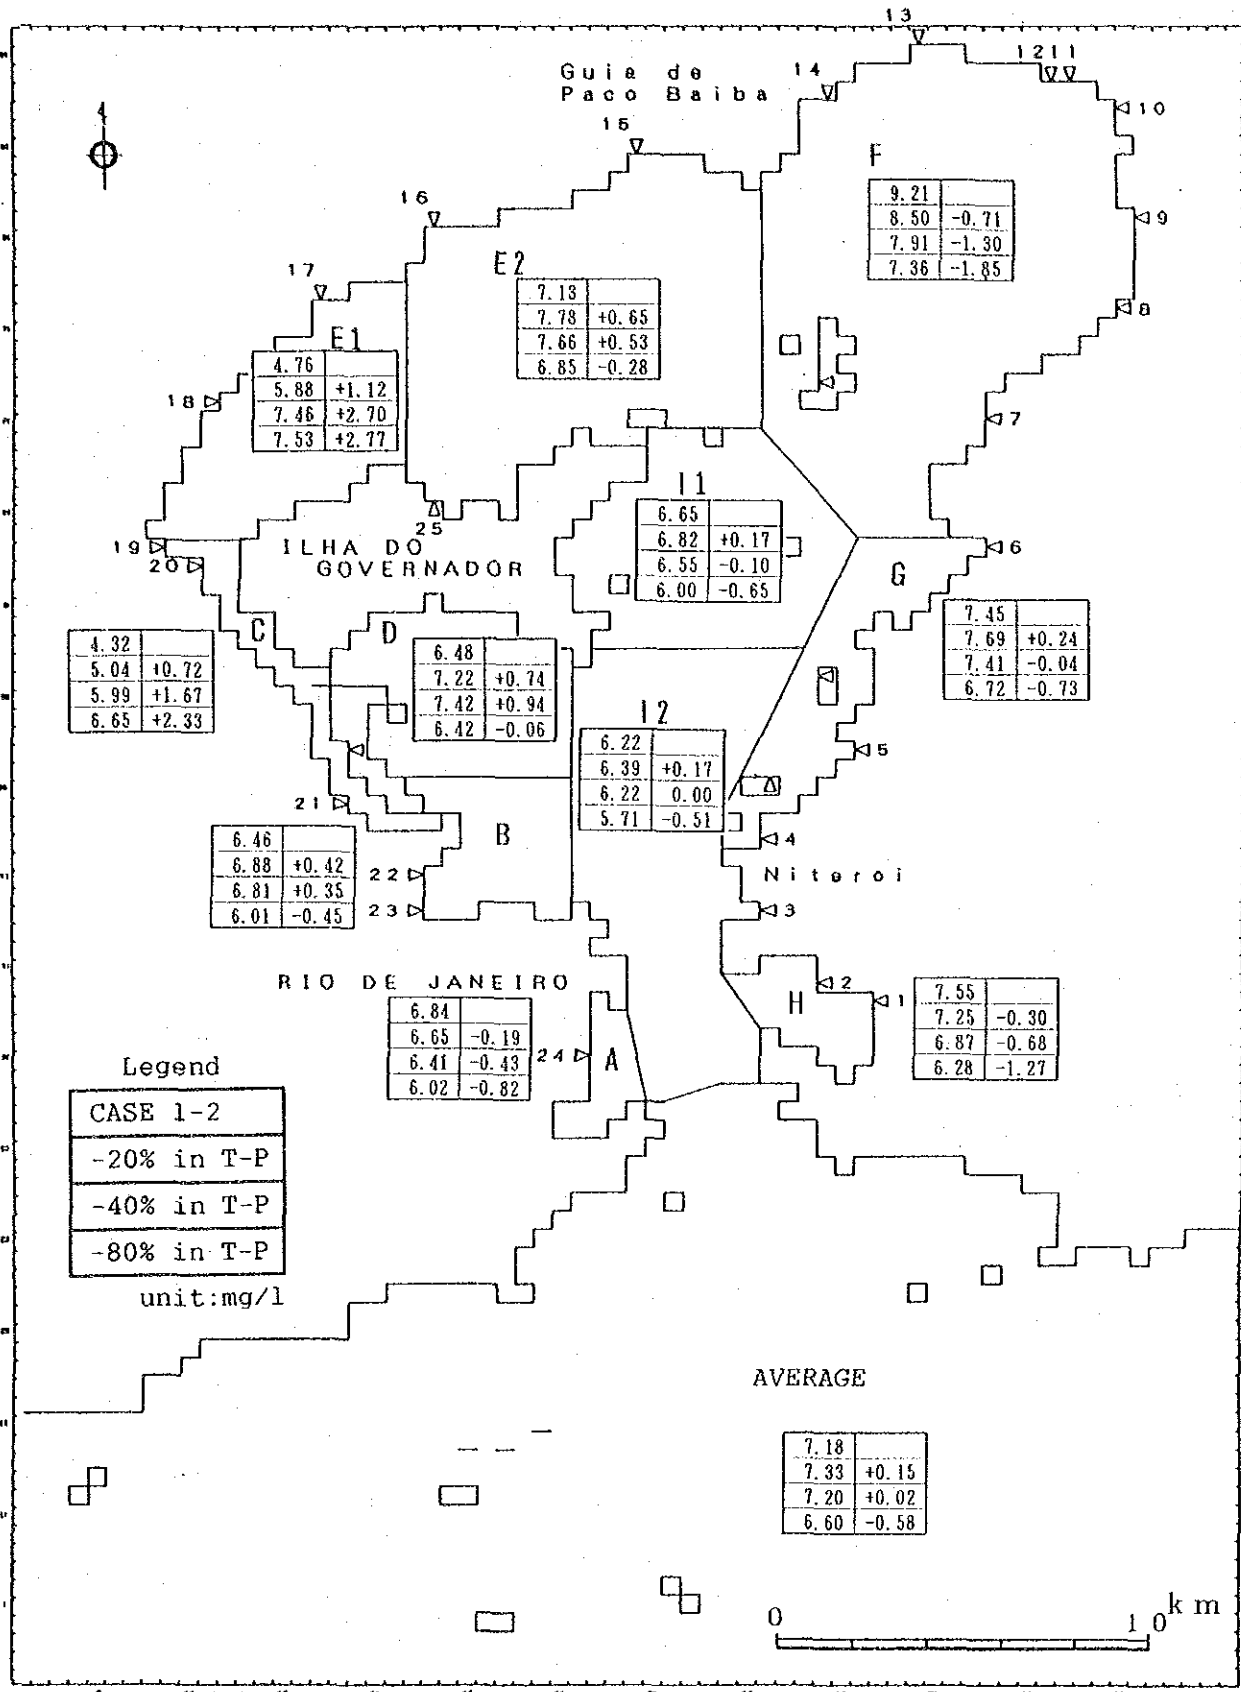 13
Guia de
Paco Baiba
14
12 11
10
15
F
9.21
8.50 -0.71
7.91 -1.30
7.36 -1.85
9
16
E2
7.13
7.78 +0.65
7.66 +0.53
6.85 -0.28
17
8
E1
4.76
5.88 +1.12
7.46 +2.70
7.53 +2.77
18
7
I1
6.65
6.82 +0.17
6.55 -0.10
6.00 -0.65
25
19
20
ILHA DO
GOVERNADOR
6
G
7.45
7.69 +0.24
7.41 -0.04
6.72 -0.73
C
4.32
5.04 +0.72
5.99 +1.67
6.65 +2.33
D
6.48
7.22 +0.74
7.42 +0.94
6.42 -0.06
I2
6.22
6.39 +0.17
6.22 0.00
5.71 -0.51
5
21
B
6.46
6.88 +0.42
6.81 +0.35
6.01 -0.45
4
22
Niteroi
23
3
RIO DE JANEIRO
6.84
6.65 -0.19
6.41 -0.43
6.02 -0.82
24
A
2
H
1
7.55
7.25 -0.30
6.87 -0.68
6.28 -1.27
Legend
CASE 1-2
-20% in T-P
-40% in T-P
-80% in T-P
unit:mg/l
AVERAGE
7.18
7.33 +0.15
7.20 +0.02
6.60 -0.58
0 10 km